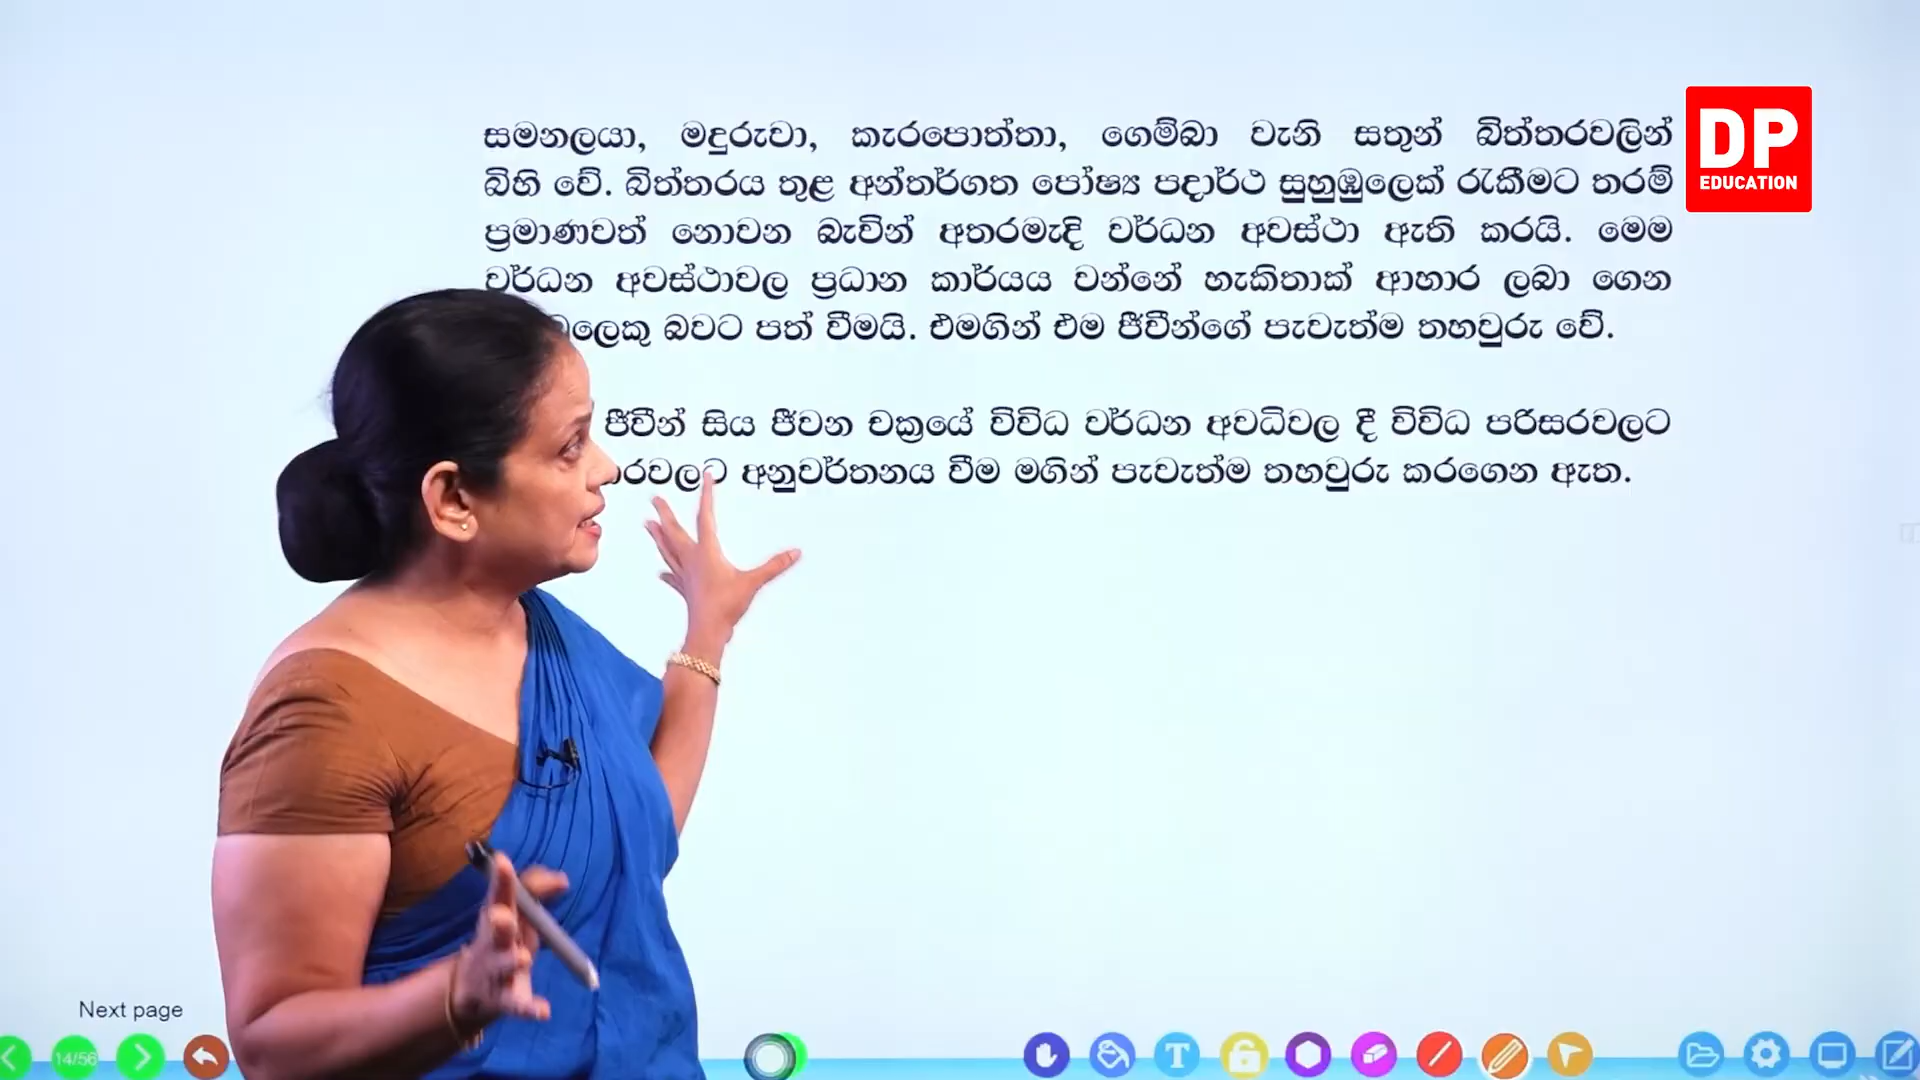 සමනලයා, මදුරුවා, කැරපොත්තා, ගෙම්බා වැනි සතුන් බිත්තරවලින්
බිහි වේ. බිත්තරය තුළ අන්තර්ගත පෝෂ්‍ය පදාර්ථ සුහුඹුලෙක් රැකීමට තරම්
ප්‍රමාණවත් නොවන බැවින් අතරමැදි වර්ධන අවස්ථා ඇති කරයි. මෙම
වර්ධන අවස්ථාවල ප්‍රධාන කාර්යය වන්නේ හැකිතාක් ආහාර ලබා ගෙන
බවට පත් වීමයි. එමගින් එම ජීවීන්ගේ පැවැත්ම තහවුරු වේ.
ජීවීන් සිය ජීවන චක්‍රයේ විවිධ වර්ධන අවධිවල දී විවිධ පරිසරවලට
අනුවර්තනය වීම මගින් පැවැත්ම තහවුරු කරගෙන ඇත.
DP
EDUCATION
Next page
14/56
T